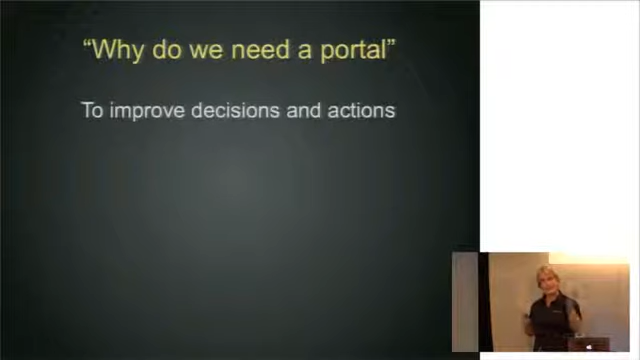 “Why do we need a portal”
To improve decisions and actions